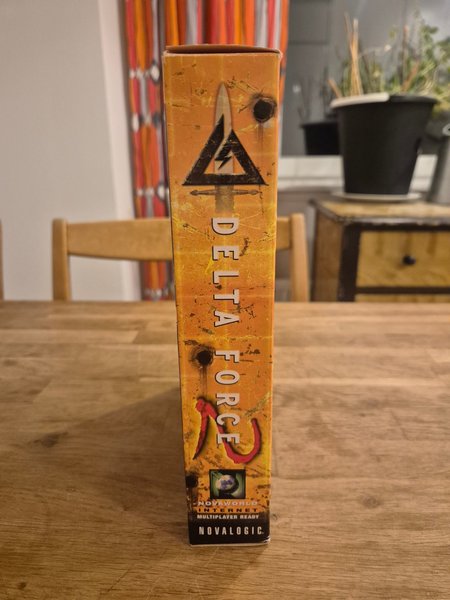 DELTA FORCE
2
NOVAWORLD
INTERNET
MULTIPLAYER READY
NOVALOGIC